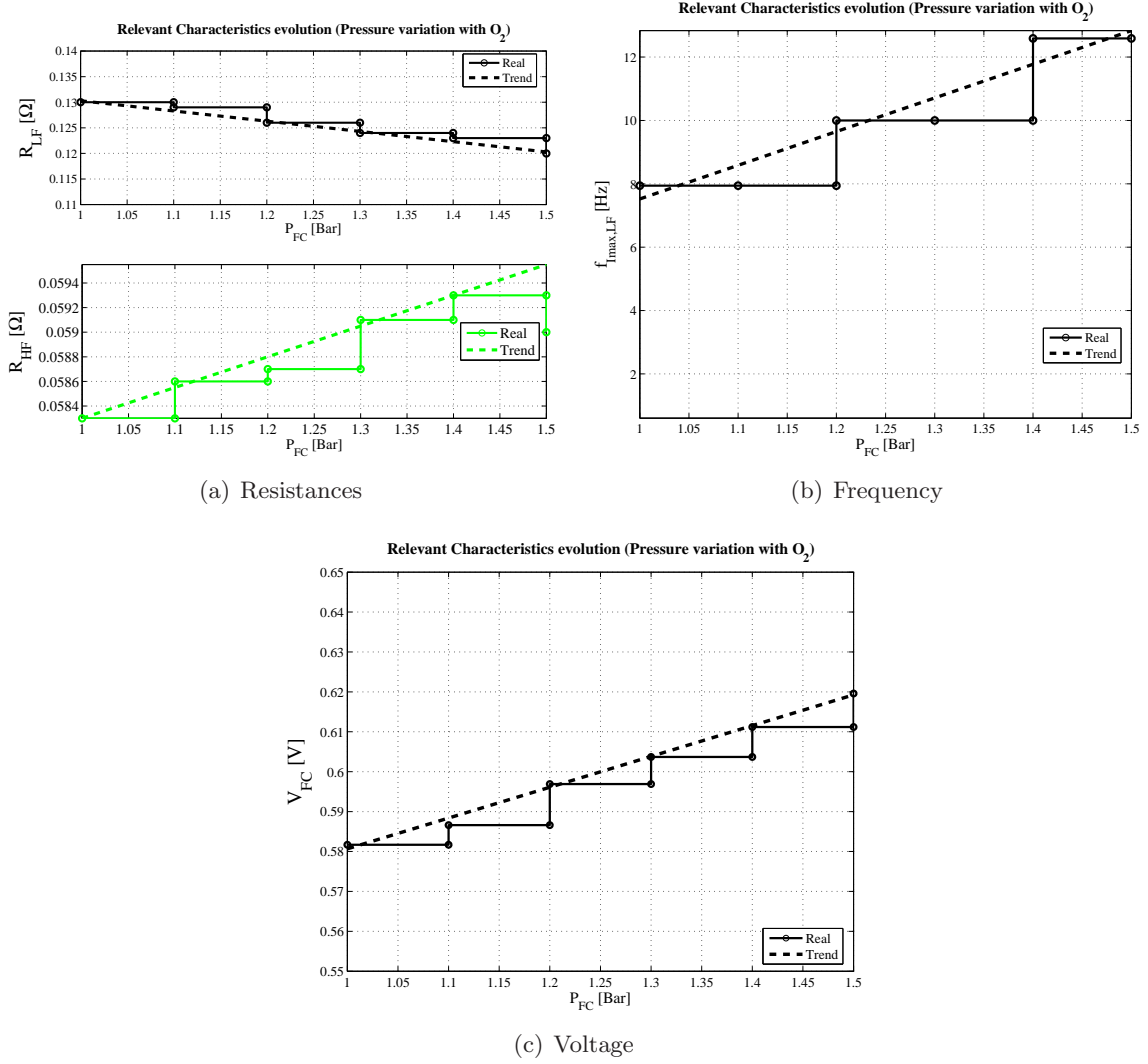 Relevant Characteristics evolution (Pressure variation with O2)
0.14
0.135
0.13
0.125
0.12
0.115
0.11
R_LF [Ω]
Real
Trend
1 1.05 1.1 1.15 1.2 1.25 1.3 1.35 1.4 1.45 1.5
P_FC [Bar]
0.0594
0.0592
0.059
0.0588
0.0586
0.0584
R_HF [Ω]
Real
Trend
1 1.05 1.1 1.15 1.2 1.25 1.3 1.35 1.4 1.45 1.5
P_FC [Bar]
(a) Resistances
Relevant Characteristics evolution (Pressure variation with O2)
12
10
8
6
4
2
f_Imax,LF [Hz]
Real
Trend
1 1.05 1.1 1.15 1.2 1.25 1.3 1.35 1.4 1.45 1.5
P_FC [Bar]
(b) Frequency
Relevant Characteristics evolution (Pressure variation with O2)
0.65
0.64
0.63
0.62
0.61
0.6
0.59
0.58
0.57
0.56
0.55
V_FC [V]
Real
Trend
1 1.05 1.1 1.15 1.2 1.25 1.3 1.35 1.4 1.45 1.5
P_FC [Bar]
(c) Voltage